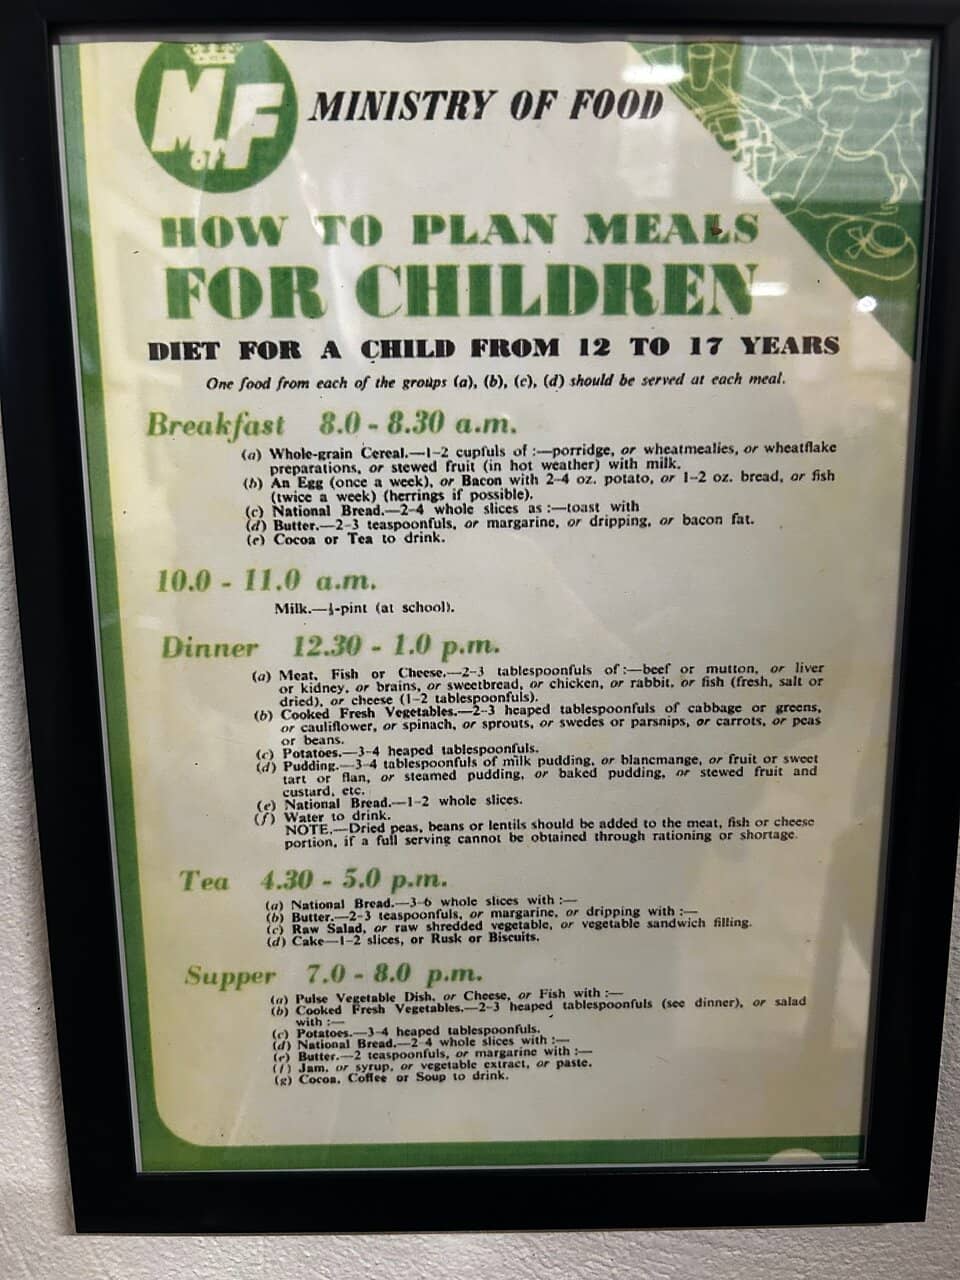 M of F
MINISTRY OF FOOD
HOW TO PLAN MEALS
FOR CHILDREN
DIET FOR A CHILD FROM 12 TO 17 YEARS
One food from each of the groups (a), (b), (c), (d) should be served at each meal.
Breakfast 8.0 - 8.30 a.m.
(a) Whole-grain Cereal.—1–2 cupfuls of :—porridge, or wheatmealies, or wheatflake
preparations, or stewed fruit (in hot weather) with milk.
(b) An Egg (once a week), or Bacon with 2–4 oz. potato, or 1–2 oz. bread, or fish
(twice a week) (herrings if possible).
(c) National Bread.—2–4 whole slices as :—toast with
(d) Butter.—2–3 teaspoonfuls, or margarine, or dripping, or bacon fat.
(e) Cocoa or Tea to drink.
10.0 - 11.0 a.m.
Milk.—⅓-pint (at school).
Dinner 12.30 - 1.0 p.m.
(a) Meat, Fish or Cheese.—2–3 tablespoonfuls of :—beef or mutton, or liver
or kidney, or brains, or sweetbread, or chicken, or rabbit, or fish (fresh, salt or
dried), or cheese (1–2 tablespoonfuls).
(b) Cooked Fresh Vegetables.—2–3 heaped tablespoonfuls of cabbage or greens,
or cauliflower, or spinach, or sprouts, or swedes or parsnips, or carrots, or peas
or beans.
(c) Potatoes.—3–4 heaped tablespoonfuls.
(d) Pudding.—3–4 tablespoonfuls of milk pudding, or blancmange, or fruit or sweet
tart or flan, or steamed pudding, or baked pudding, or stewed fruit and
custard, etc.
(e) National Bread.—1–2 whole slices.
(f) Water to drink.
NOTE.—Dried peas, beans or lentils should be added to the meat, fish or cheese
portion, if a full serving cannot be obtained through rationing or shortage.
Tea 4.30 - 5.0 p.m.
(a) National Bread.—3–6 whole slices with :—
(b) Butter.—2–3 teaspoonfuls, or margarine, or dripping with :—
(c) Raw Salad, or raw shredded vegetable, or vegetable sandwich filling.
(d) Cake—1–2 slices, or Rusk or Biscuits.
Supper 7.0 - 8.0 p.m.
(a) Pulse Vegetable Dish, or Cheese, or Fish with :—
(b) Cooked Fresh Vegetables.—2–3 heaped tablespoonfuls (see dinner), or salad
with :—
(c) Potatoes.—3–4 heaped tablespoonfuls.
(d) National Bread.—2–4 whole slices with :—
(e) Butter.—2 teaspoonfuls, or margarine with :—
(f) Jam, or syrup, or vegetable extract, or paste.
(g) Cocoa, Coffee or Soup to drink.